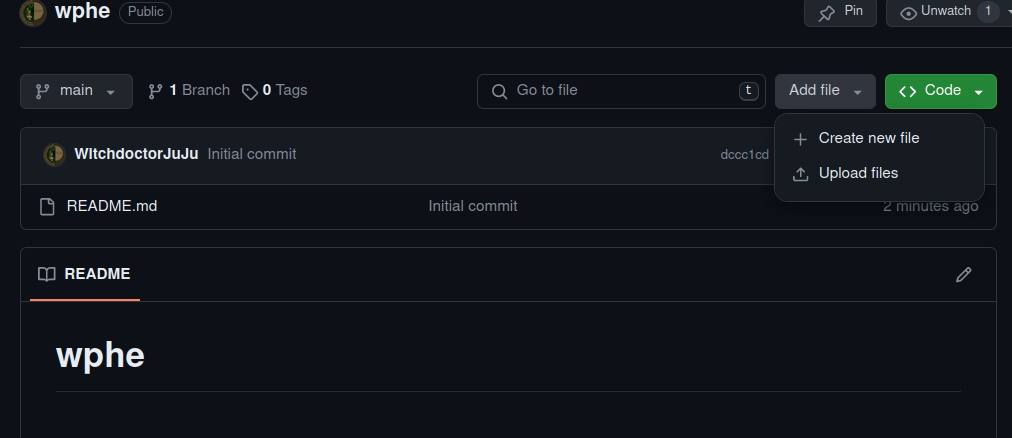 wphe Public Pin Unwatch 1
main 1 Branch 0 Tags Go to file t Add file Code
Create new file
WItchdoctorJuJu Initial commit dccc1cd
Upload files
README.md Initial commit 2 minutes ago
README
wphe